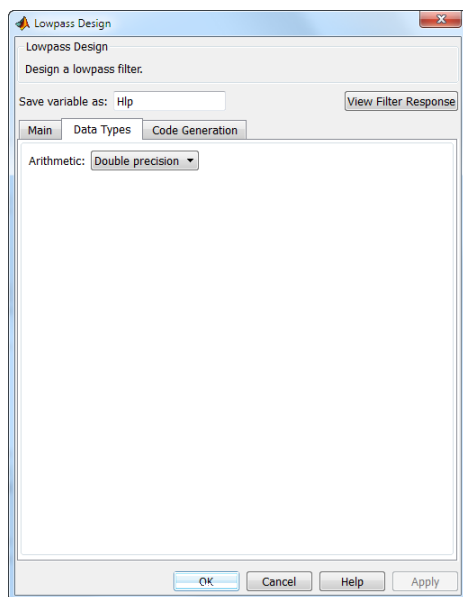 Lowpass Design
Lowpass Design
Design a lowpass filter.
Save variable as: Hlp View Filter Response
Main Data Types Code Generation
Arithmetic: Double precision
OK Cancel Help Apply